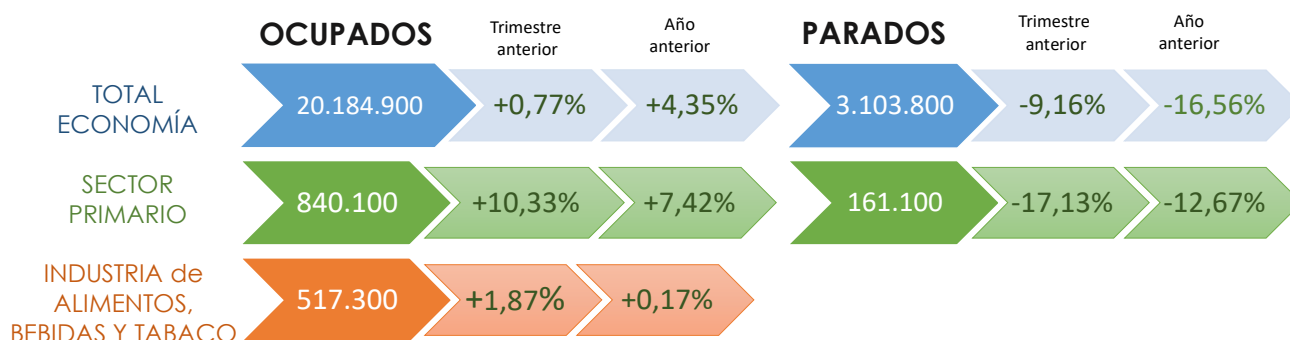 OCUPADOS Trimestre anterior Año anterior PARADOS Trimestre anterior Año anterior
TOTAL ECONOMÍA 20.184.900 +0,77% +4,35% 3.103.800 -9,16% -16,56%
SECTOR PRIMARIO 840.100 +10,33% +7,42% 161.100 -17,13% -12,67%
INDUSTRIA de ALIMENTOS, BEBIDAS Y TABACO 517.300 +1,87% +0,17%